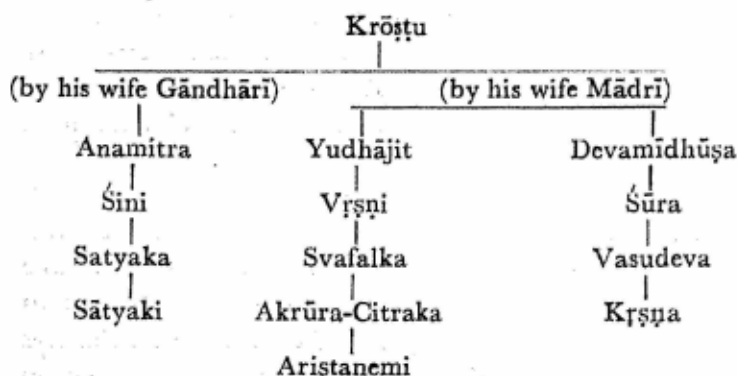 Krōṣṭu
(by his wife Gāndhārī) (by his wife Mādrī)
Anamitra Yudhājit Devamīdhūṣa
Śini Vṛṣṇi Śūra
Satyaka Svafalka Vasudeva
Sātyaki Akrūra-Citraka Kṛṣṇa
Aristanemi